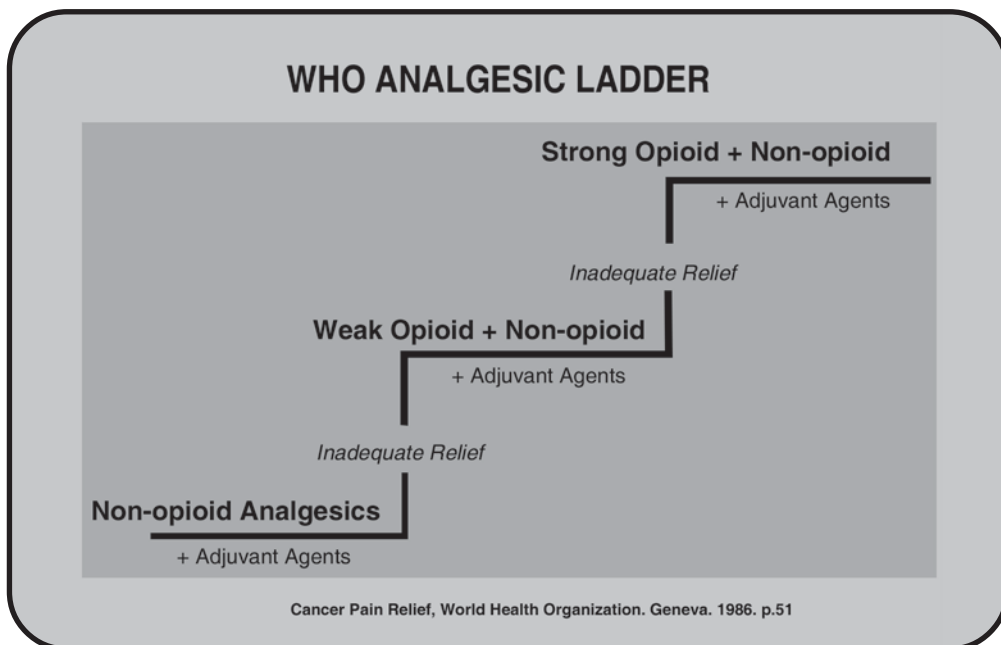 WHO ANALGESIC LADDER
Strong Opioid + Non-opioid
+ Adjuvant Agents
Inadequate Relief
Weak Opioid + Non-opioid
+ Adjuvant Agents
Inadequate Relief
Non-opioid Analgesics
+ Adjuvant Agents
Cancer Pain Relief, World Health Organization. Geneva. 1986. p.51